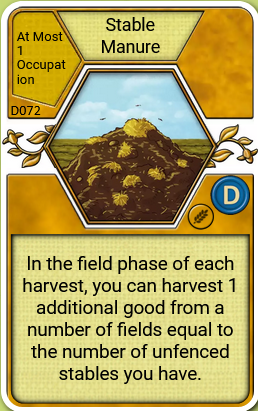 Stable
Manure
At Most
1
Occupat
ion
D072
D
In the field phase of each
harvest, you can harvest 1
additional good from a
number of fields equal to
the number of unfenced
stables you have.